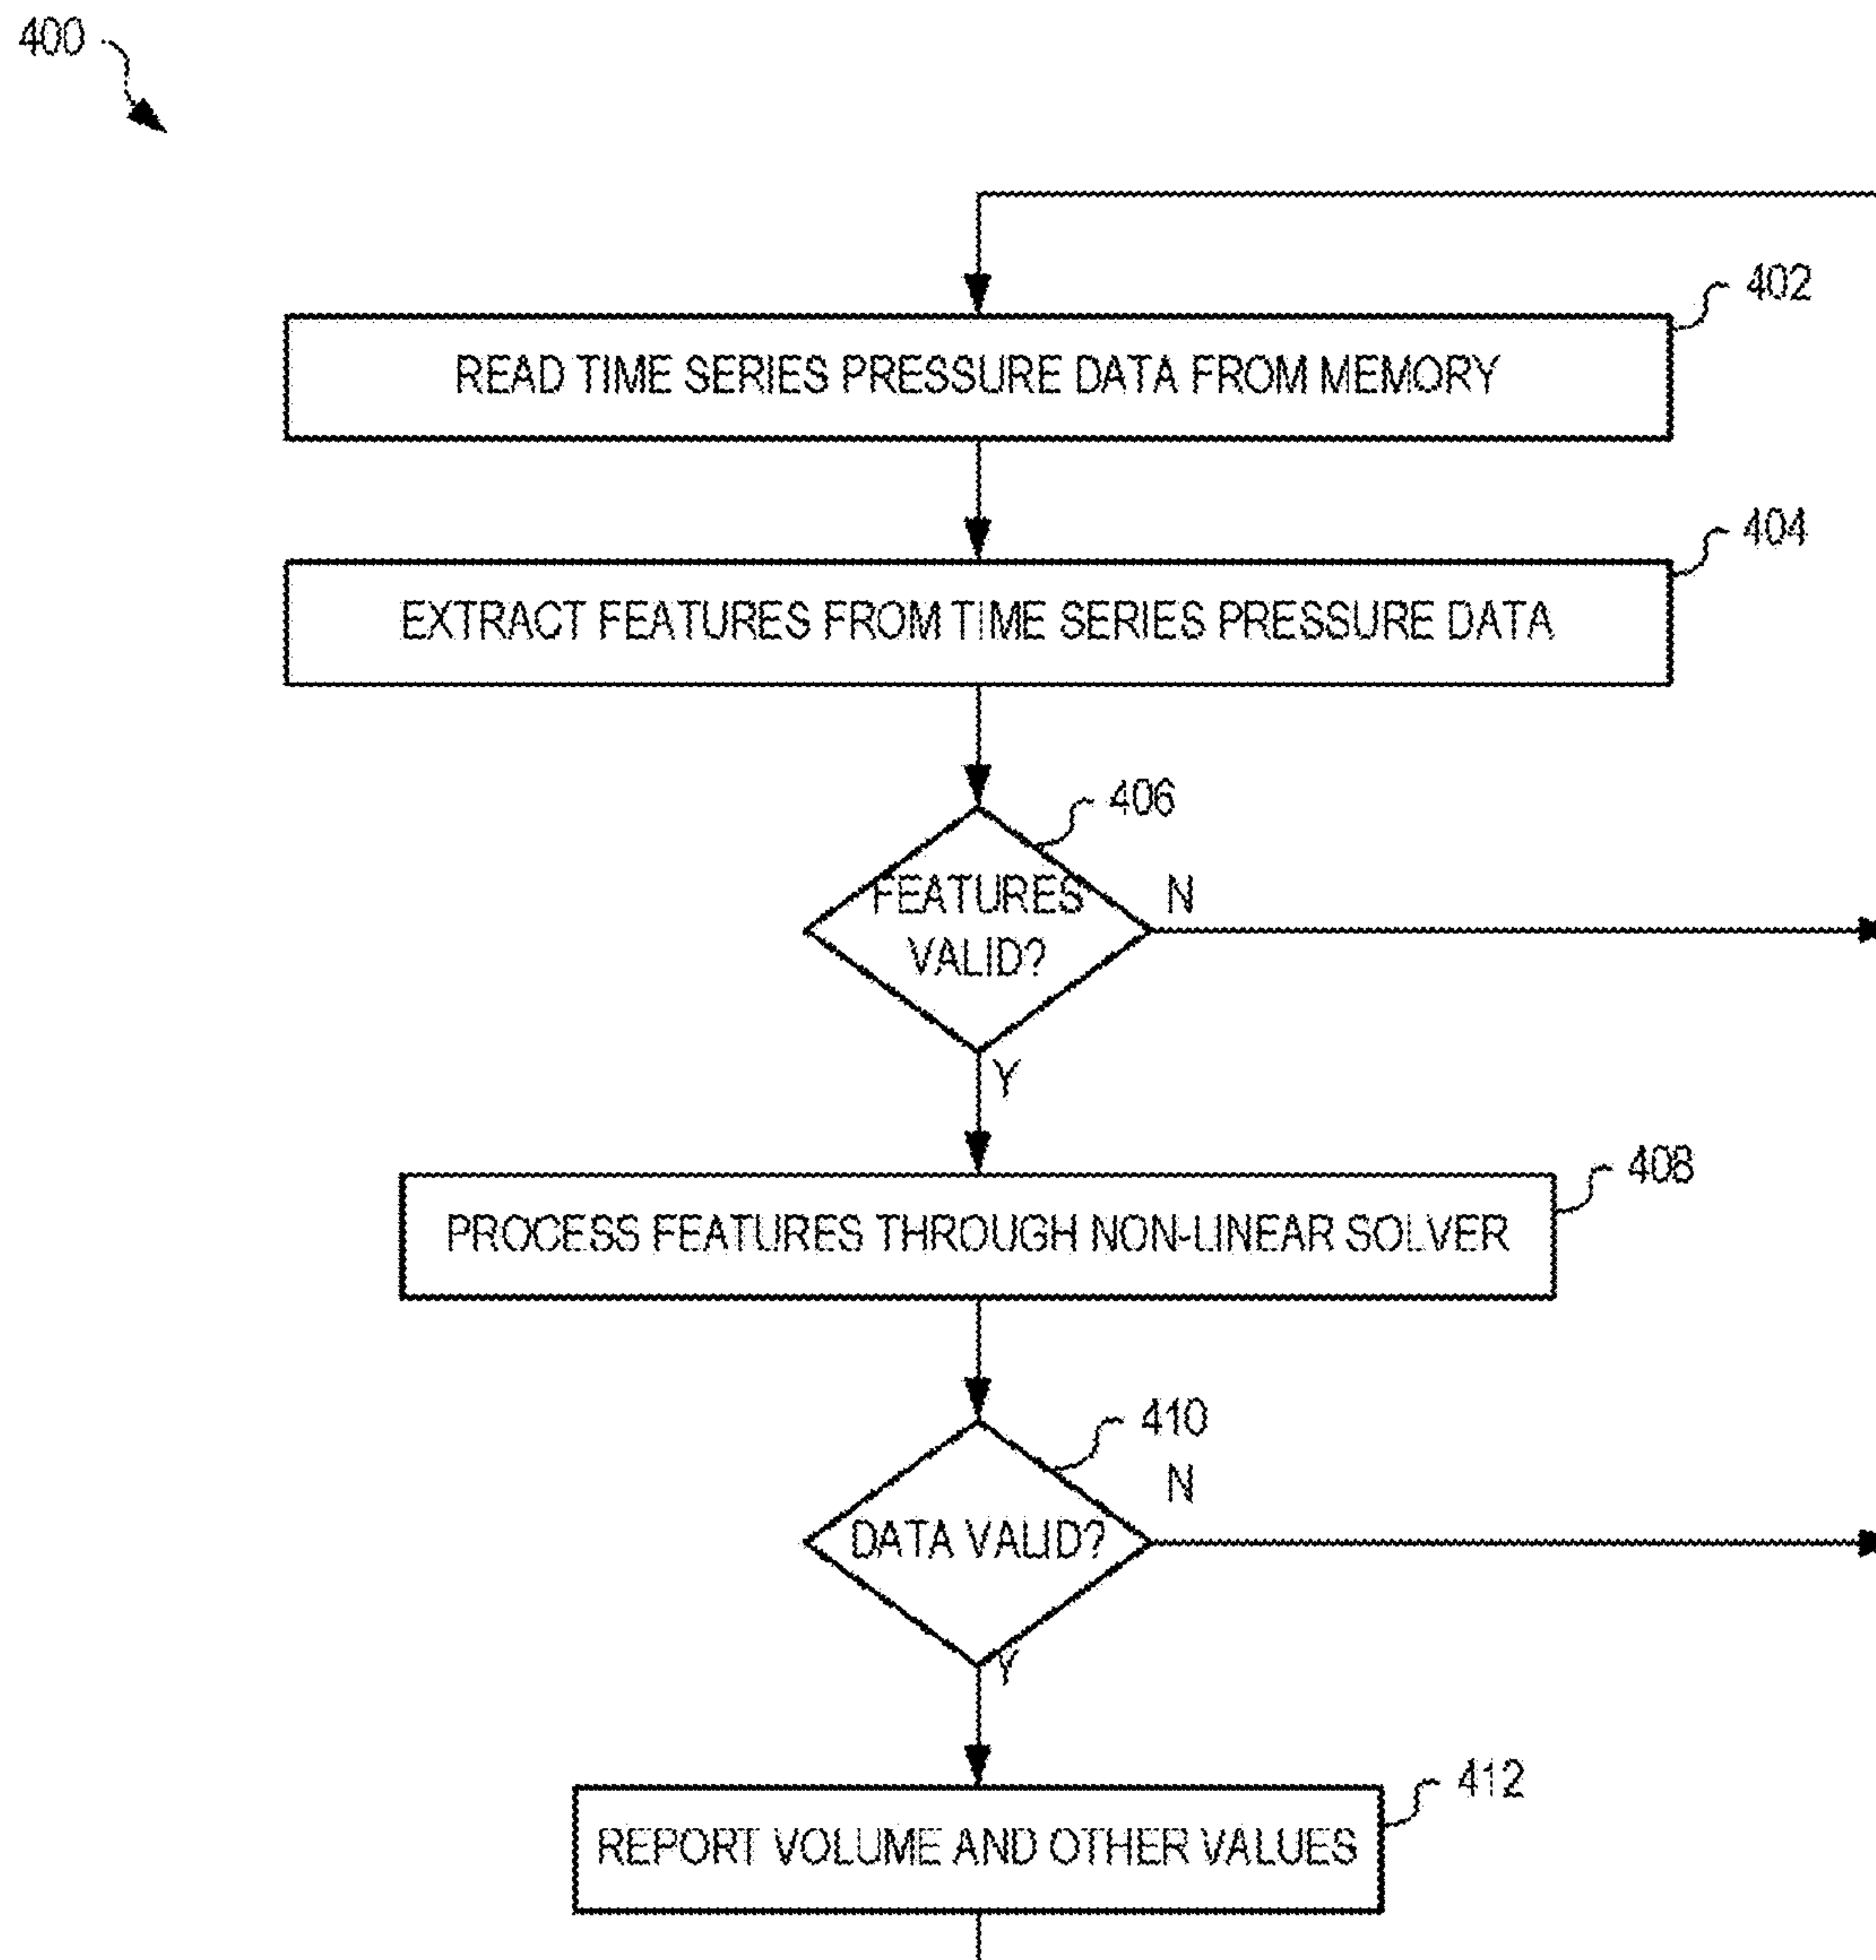 400
402
READ TIME SERIES PRESSURE DATA FROM MEMORY
404
EXTRACT FEATURES FROM TIME SERIES PRESSURE DATA
406
FEATURES
VALID?
N
Y
408
PROCESS FEATURES THROUGH NON-LINEAR SOLVER
410
N
DATA VALID?
Y
412
REPORT VOLUME AND OTHER VALUES